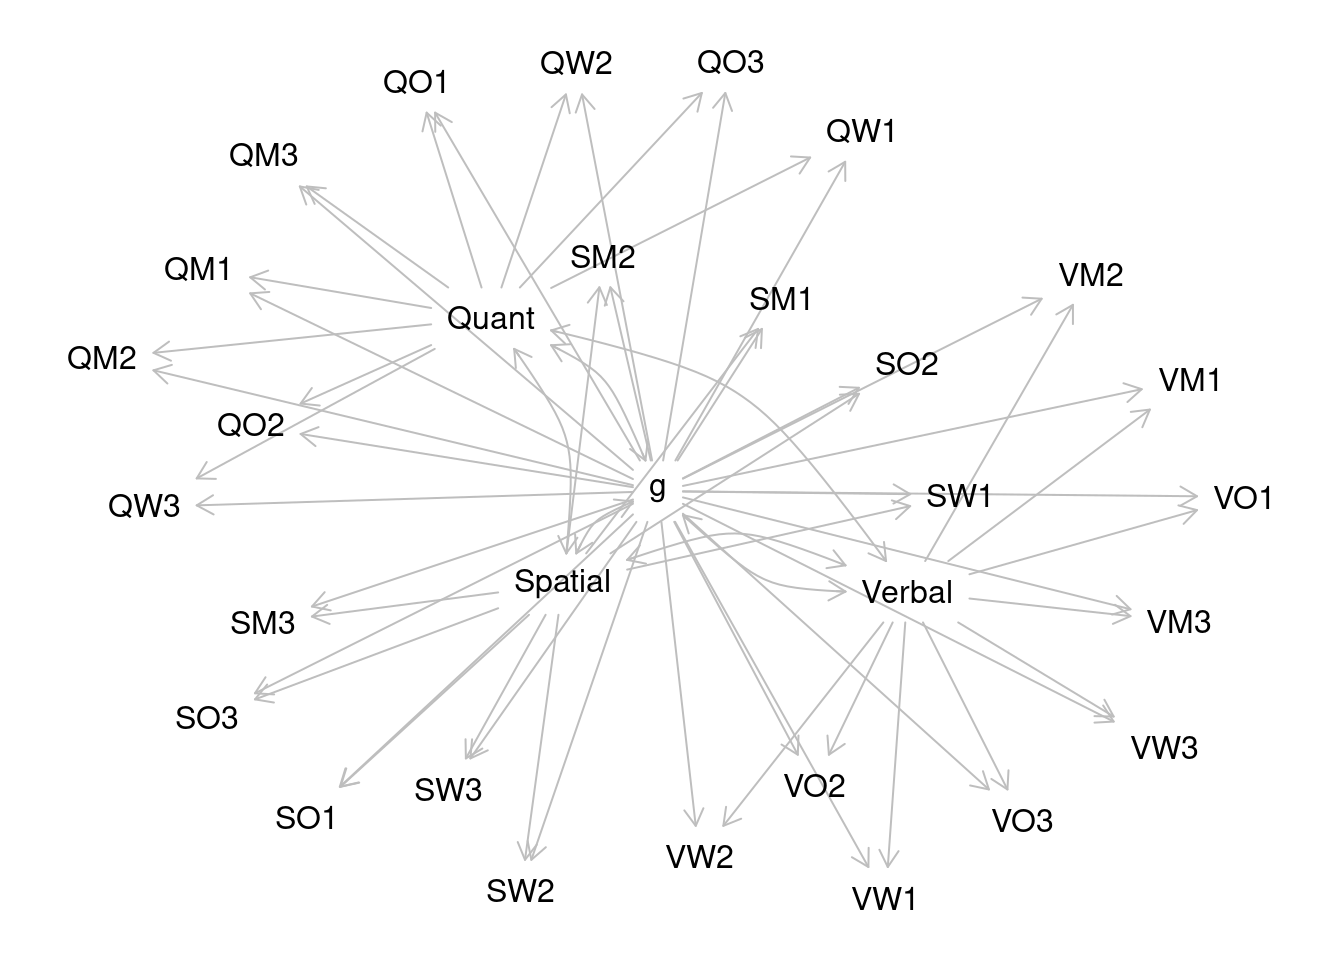 QW2
QO3
QO1
QW1
QM3
SM2
QM1
VM2
SM1
Quant
QM2
SO2
VM1
QO2
g
SW1
VO1
QW3
Spatial
Verbal
SM3
VM3
SO3
VW3
VO2
SW3
SO1
VO3
VW2
SW2
VW1